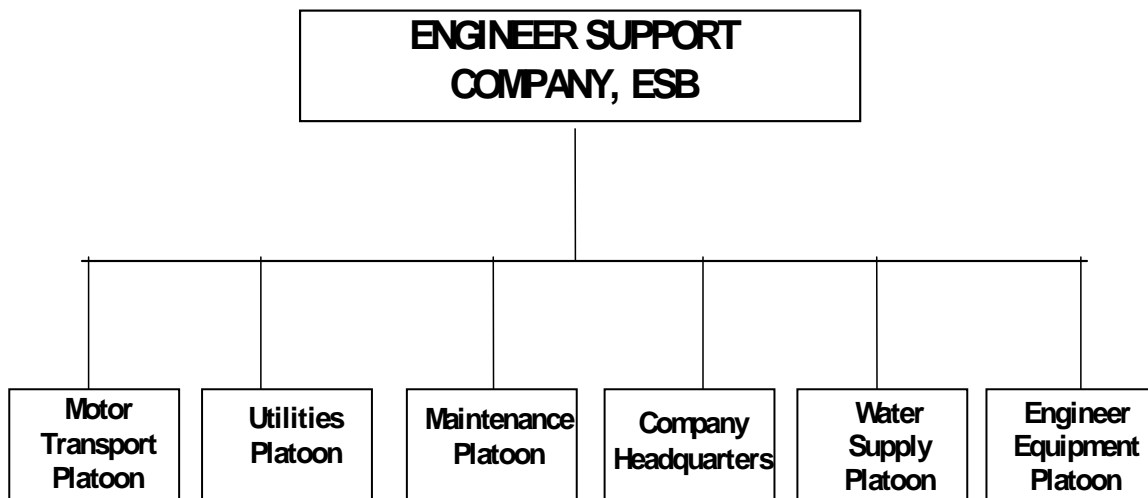 ENGINEER SUPPORT
COMPANY, ESB
Motor
Transport
Platoon
Utilities
Platoon
Maintenance
Platoon
Company
Headquarters
Water
Supply
Platoon
Engineer
Equipment
Platoon